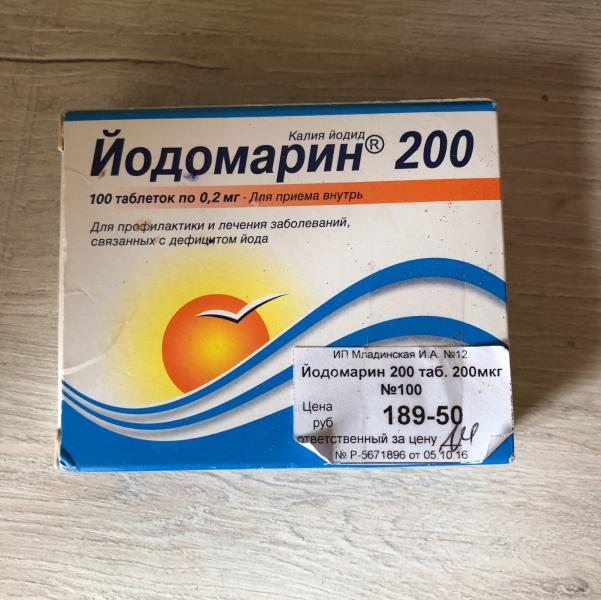 Калия йодид
Йодомарин® 200
100 таблеток по 0,2 мг · Для приема внутрь
Для профилактики и лечения заболеваний,
связанных с дефицитом йода
ИП Младинская И.А. №12
Йодомарин 200 таб. 200мкг
№100
Цена
руб
189-50
ответственный за цену
№ Р-5671896 от 05.10.16